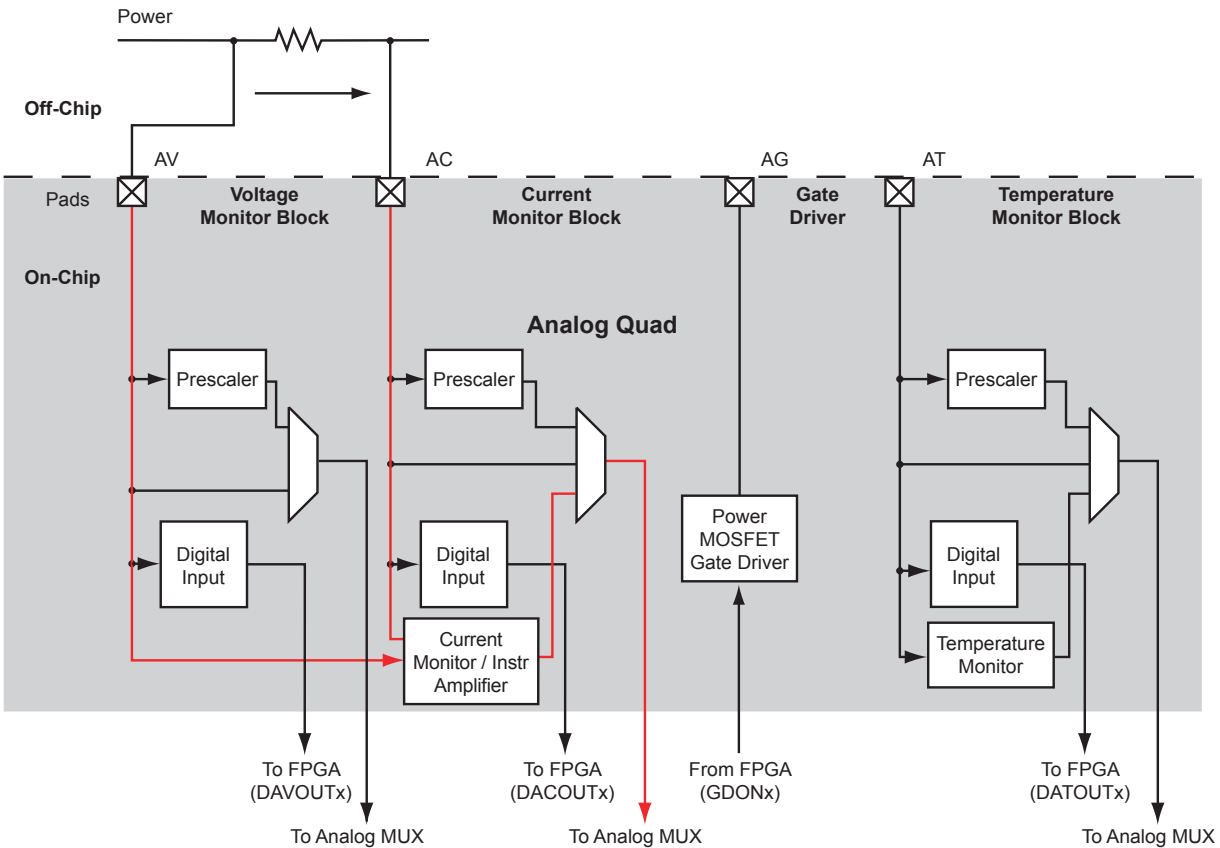 Power
Off-Chip
AV
AC
AG
AT
Pads
Voltage
Monitor Block
Current
Monitor Block
Gate
Driver
Temperature
Monitor Block
On-Chip
Analog Quad
Prescaler
Prescaler
Prescaler
Digital
Input
Digital
Input
Power
MOSFET
Gate Driver
Digital
Input
Current
Monitor / Instr
Amplifier
Temperature
Monitor
To FPGA
(DAVOUTx)
To FPGA
(DACOUTx)
From FPGA
(GDONx)
To FPGA
(DATOUTx)
To Analog MUX
To Analog MUX
To Analog MUX